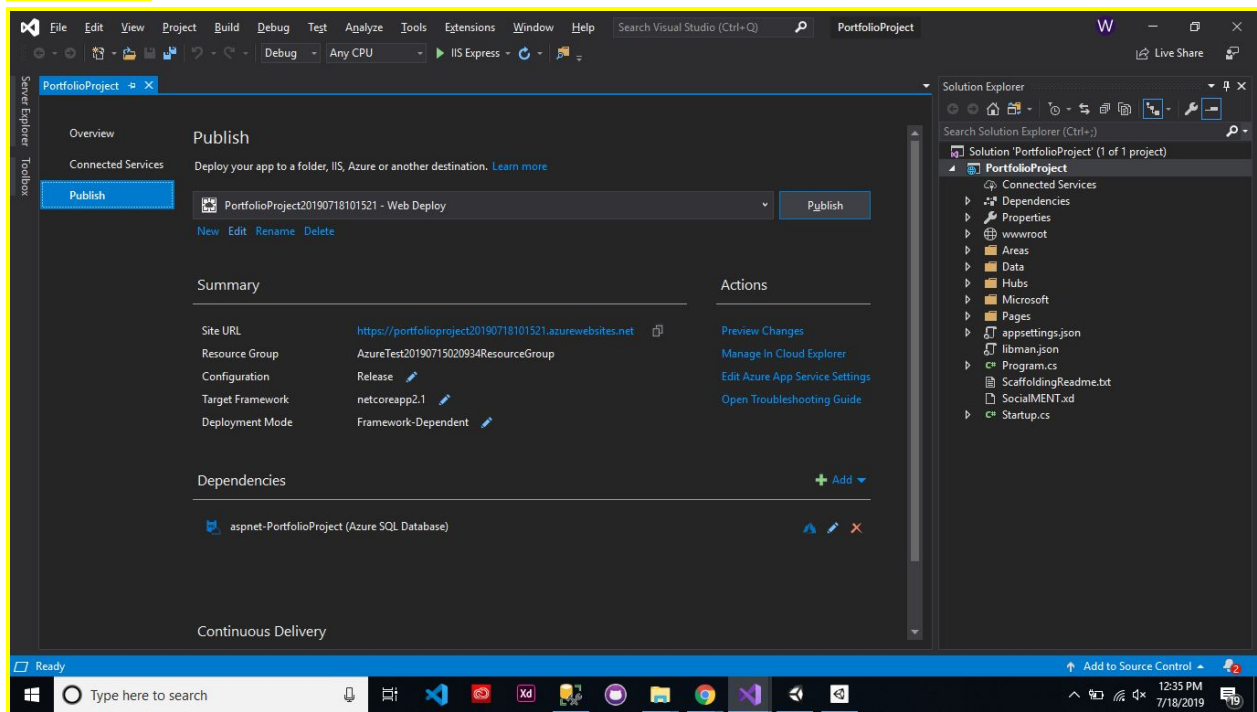 File Edit View Project Build Debug Test Analyze Tools Extensions Window Help Search Visual Studio (Ctrl+Q) PortfolioProject W
Debug Any CPU IIS Express Live Share
Server Explorer
Toolbox
PortfolioProject
Overview
Connected Services
Publish
Publish
Deploy your app to a folder, IIS, Azure or another destination. Learn more
PortfolioProject20190718101521 - Web Deploy Publish
New Edit Rename Delete
Summary
Site URL https://portfolioproject20190718101521.azurewebsites.net
Resource Group AzureTest20190715020934ResourceGroup
Configuration Release
Target Framework netcoreapp2.1
Deployment Mode Framework-Dependent
Actions
Preview Changes
Manage In Cloud Explorer
Edit Azure App Service Settings
Open Troubleshooting Guide
Dependencies Add
aspnet-PortfolioProject (Azure SQL Database)
Continuous Delivery
Solution Explorer
Search Solution Explorer (Ctrl+;)
Solution 'PortfolioProject' (1 of 1 project)
PortfolioProject
Connected Services
Dependencies
Properties
wwwroot
Areas
Data
Hubs
Microsoft
Pages
appsettings.json
libman.json
C# Program.cs
ScaffoldingReadme.txt
SocialMENT.xd
C# Startup.cs
Ready Add to Source Control 2
Type here to search Xd 12:35 PM
7/18/2019 19